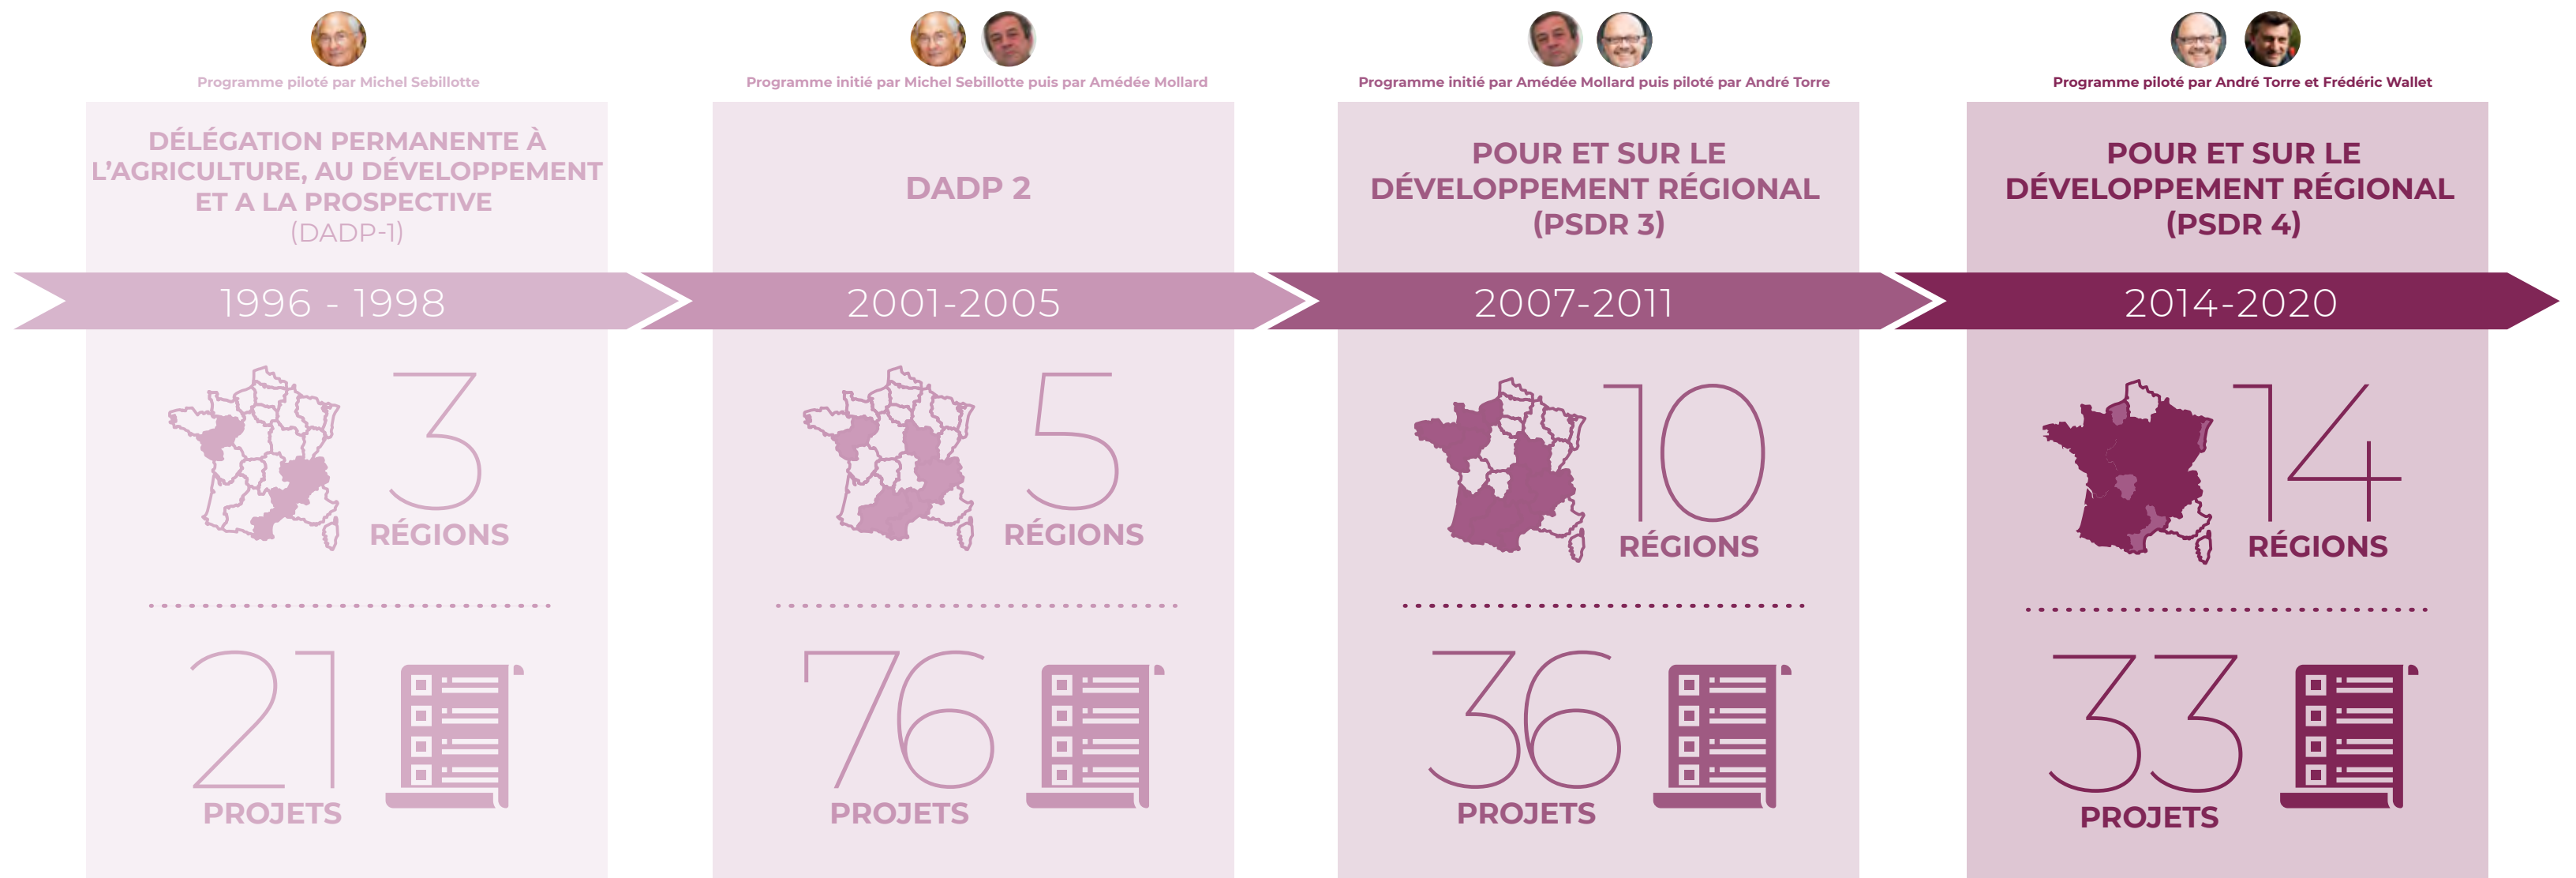 Programme piloté par Michel Sebillotte
DÉLÉGATION PERMANENTE À
L’AGRICULTURE, AU DÉVELOPPEMENT
ET A LA PROSPECTIVE
(DADP-1)
1996 - 1998
3
RÉGIONS
21
PROJETS
Programme initié par Michel Sebillotte puis par Amédée Mollard
DADP 2
2001-2005
5
RÉGIONS
76
PROJETS
Programme initié par Amédée Mollard puis piloté par André Torre
POUR ET SUR LE
DÉVELOPPEMENT RÉGIONAL
(PSDR 3)
2007-2011
10
RÉGIONS
36
PROJETS
Programme piloté par André Torre et Frédéric Wallet
POUR ET SUR LE
DÉVELOPPEMENT RÉGIONAL
(PSDR 4)
2014-2020
14
RÉGIONS
33
PROJETS